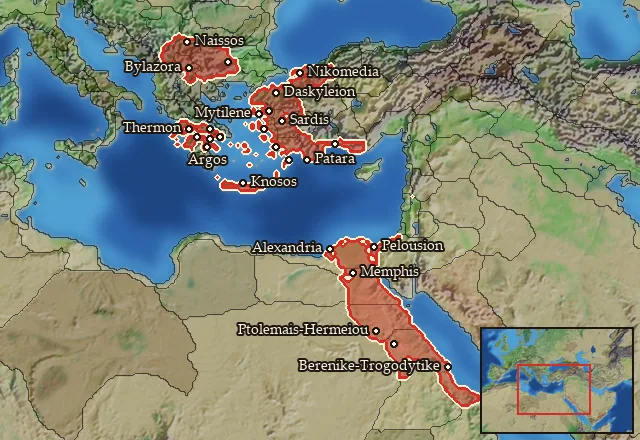 Naissos
Bylazora
Nikomedia
Daskyleion
Mytilene
Sardis
Thermon
Argos
Patara
Knosos
Alexandria
Pelousion
Memphis
Ptolemais-Hermeiou
Berenike-Trogodytike